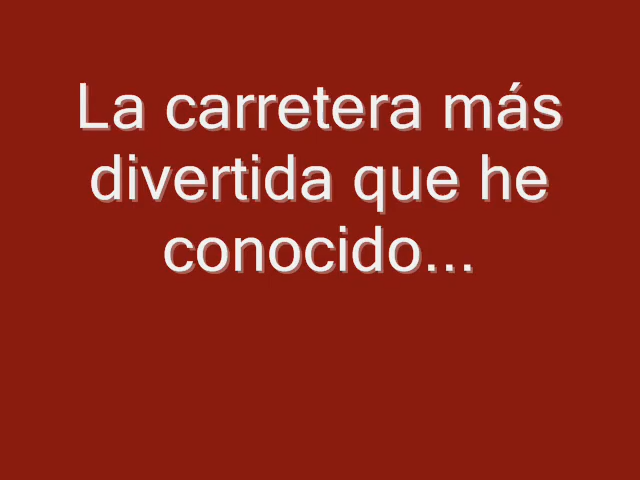 La carretera más
divertida que he
conocido...